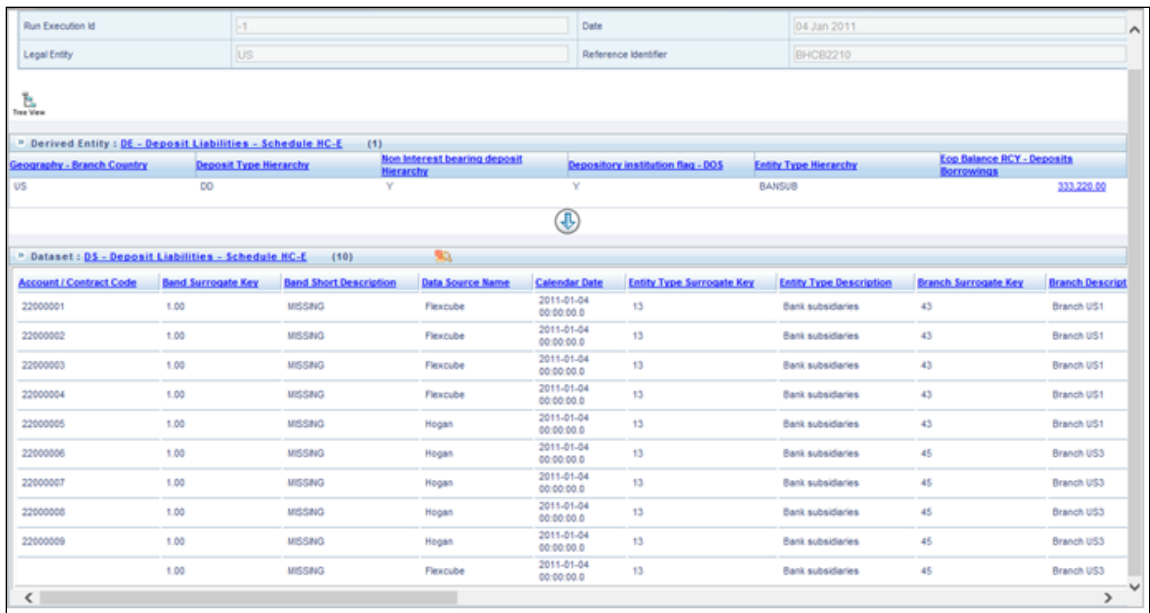 Run Execution Id -1 Date 04 Jan 2011
Legal Entity US Reference Identifier BHCB2210
Tree View
» Derived Entity : DE - Deposit Liabilities - Schedule HC-E (1)
Geography - Branch Country Deposit Type Hierarchy Non Interest bearing deposit Hierarchy Depository institution flag - DOS Entity Type Hierarchy Eop Balance RCY - Deposits Borrowings
US DD Y Y BANSUB 333,220.00
» Dataset : DS - Deposit Liabilities - Schedule HC-E (10)
Account / Contract Code Band Surrogate Key Band Short Description Data Source Name Calendar Date Entity Type Surrogate Key Entity Type Description Branch Surrogate Key Branch Descript
22000001 1.00 MISSING Flexcube 2011-01-04 00:00:00.0 13 Bank subsidiaries 43 Branch US1
22000002 1.00 MISSING Flexcube 2011-01-04 00:00:00.0 13 Bank subsidiaries 43 Branch US1
22000003 1.00 MISSING Flexcube 2011-01-04 00:00:00.0 13 Bank subsidiaries 43 Branch US1
22000004 1.00 MISSING Flexcube 2011-01-04 00:00:00.0 13 Bank subsidiaries 43 Branch US1
22000005 1.00 MISSING Hogan 2011-01-04 00:00:00.0 13 Bank subsidiaries 43 Branch US1
22000006 1.00 MISSING Hogan 2011-01-04 00:00:00.0 13 Bank subsidiaries 45 Branch US3
22000007 1.00 MISSING Hogan 2011-01-04 00:00:00.0 13 Bank subsidiaries 45 Branch US3
22000008 1.00 MISSING Hogan 2011-01-04 00:00:00.0 13 Bank subsidiaries 45 Branch US3
22000009 1.00 MISSING Hogan 2011-01-04 00:00:00.0 13 Bank subsidiaries 45 Branch US3
1.00 MISSING Flexcube 2011-01-04 00:00:00.0 13 Bank subsidiaries 45 Branch US3